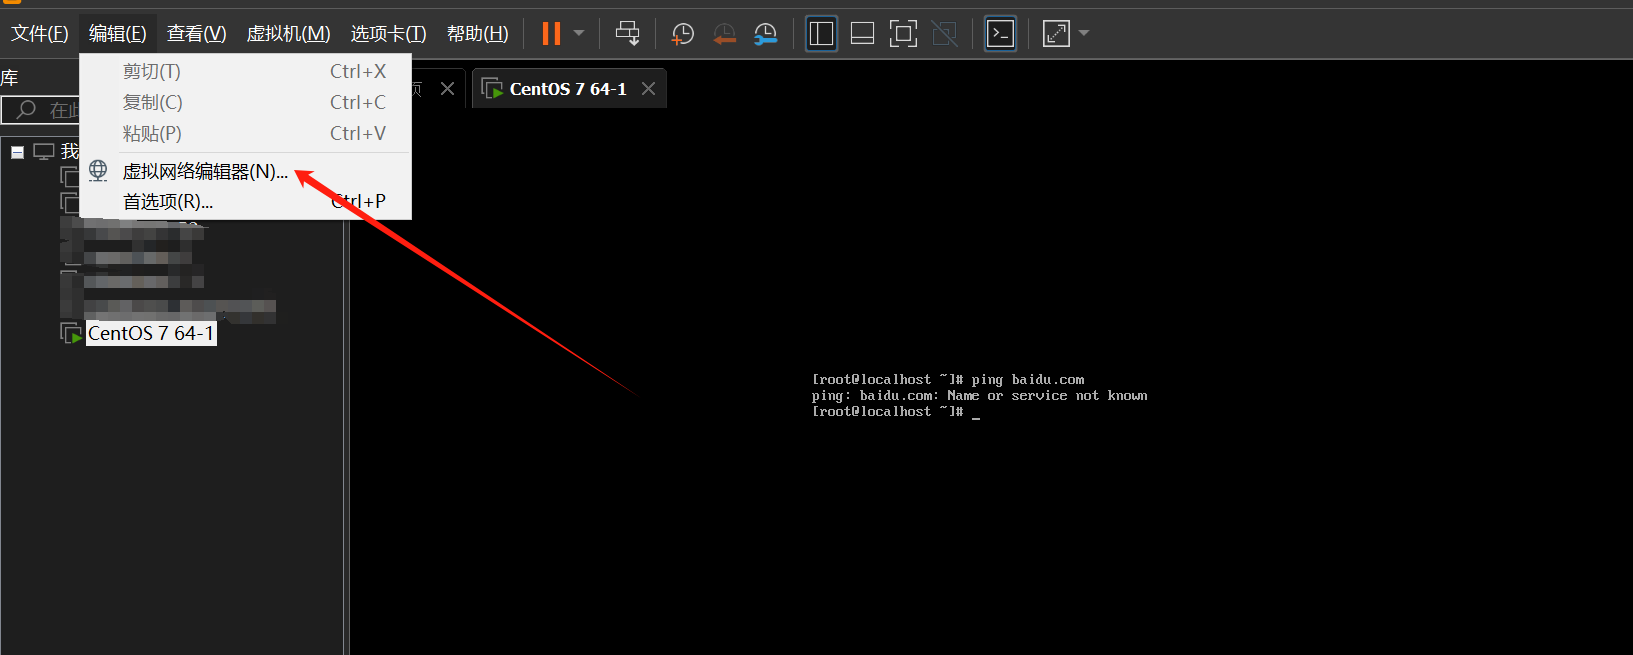 文件(F) 编辑(E) 查看(V) 虚拟机(M) 选项卡(T) 帮助(H)
库
剪切(T) Ctrl+X
页
CentOS 7 64-1
复制(C) Ctrl+C
在此
粘贴(P) Ctrl+V
我
虚拟网络编辑器(N)...
首选项(R)... Ctrl+P
CentOS 7 64-1
[root@localhost ~]# ping baidu.com
ping: baidu.com: Name or service not known
[root@localhost ~]# _